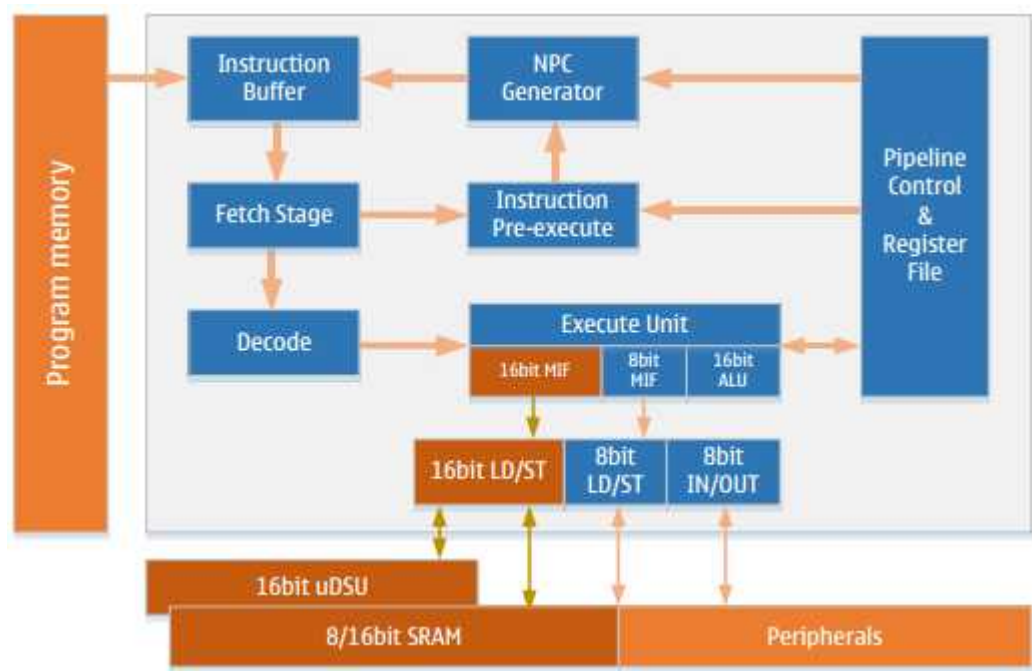 Program memory
Instruction
Buffer
NPC
Generator
Pipeline
Control
&
Register
File
Fetch Stage
Instruction
Pre-execute
Decode
Execute Unit
16bit MIF
8bit
MIF
16bit
ALU
16bit LD/ST
8bit
LD/ST
8bit
IN/OUT
16bit uDSU
8/16bit SRAM
Peripherals